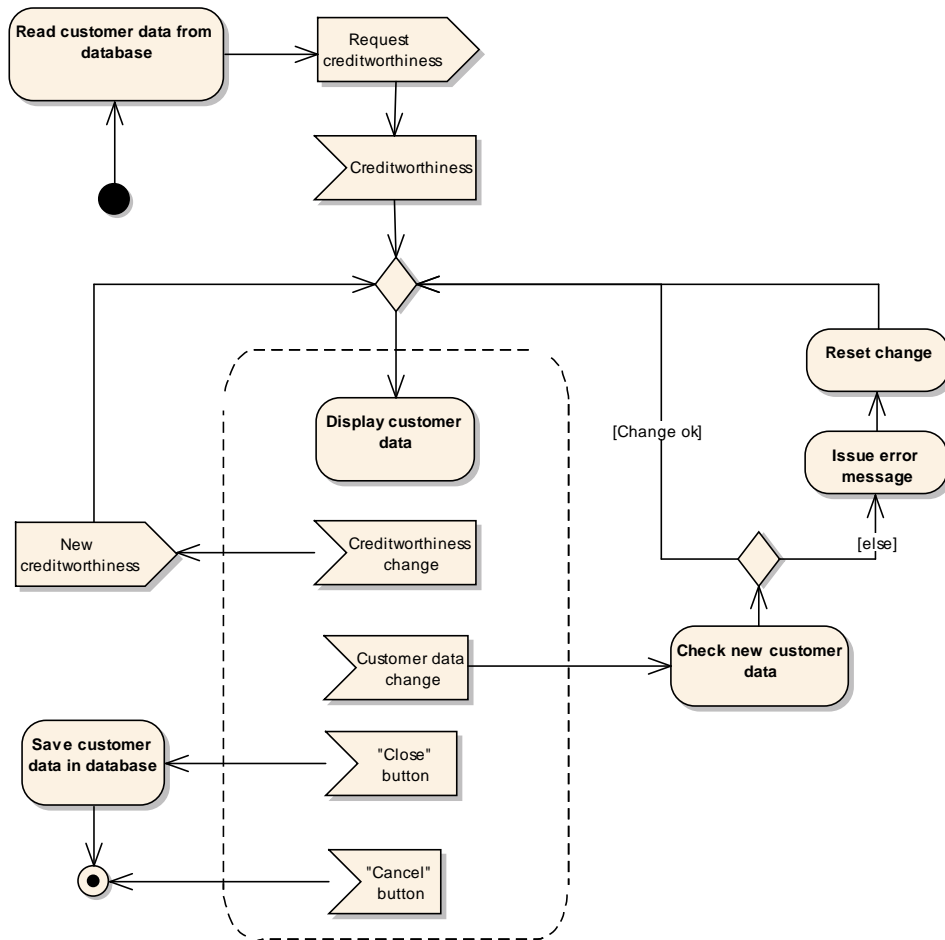 Read customer data from
database
Request
creditworthiness
Creditworthiness
Reset change
Display customer
data
[Change ok]
Issue error
message
New
creditworthiness
Creditworthiness
change
[else]
Customer data
change
Check new customer
data
Save customer
data in database
"Close"
button
"Cancel"
button